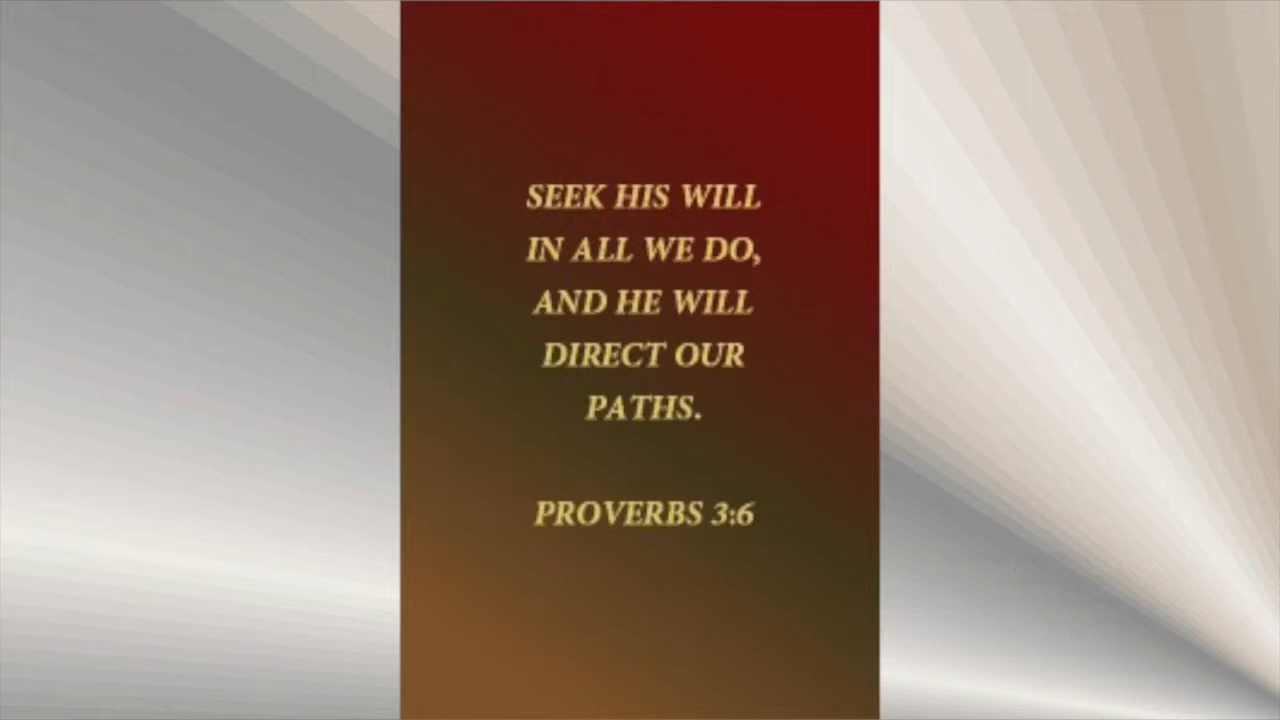 SEEK HIS WILL
IN ALL WE DO,
AND HE WILL
DIRECT OUR
PATHS.
PROVERBS 3:6